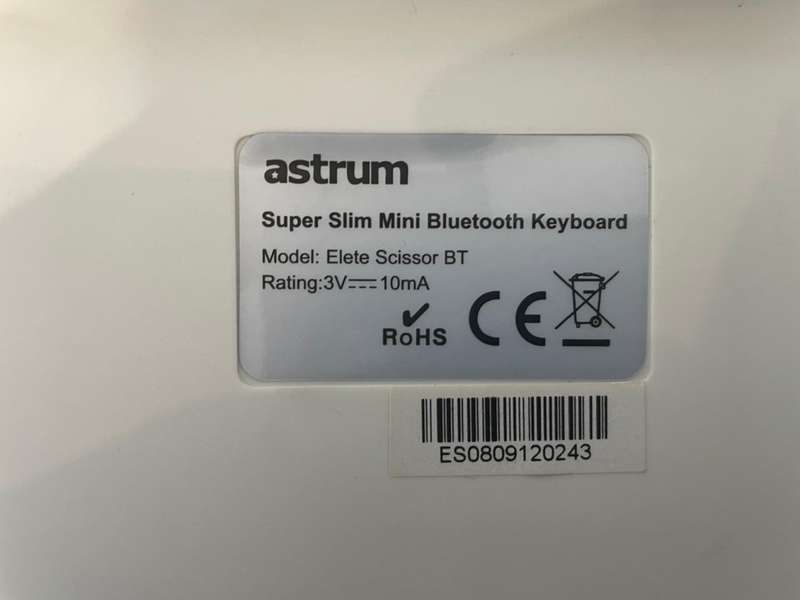 astrum
Super Slim Mini Bluetooth Keyboard
Model: Elete Scissor BT
Rating:3V⎓10mA
RoHS CE
ES0809120243